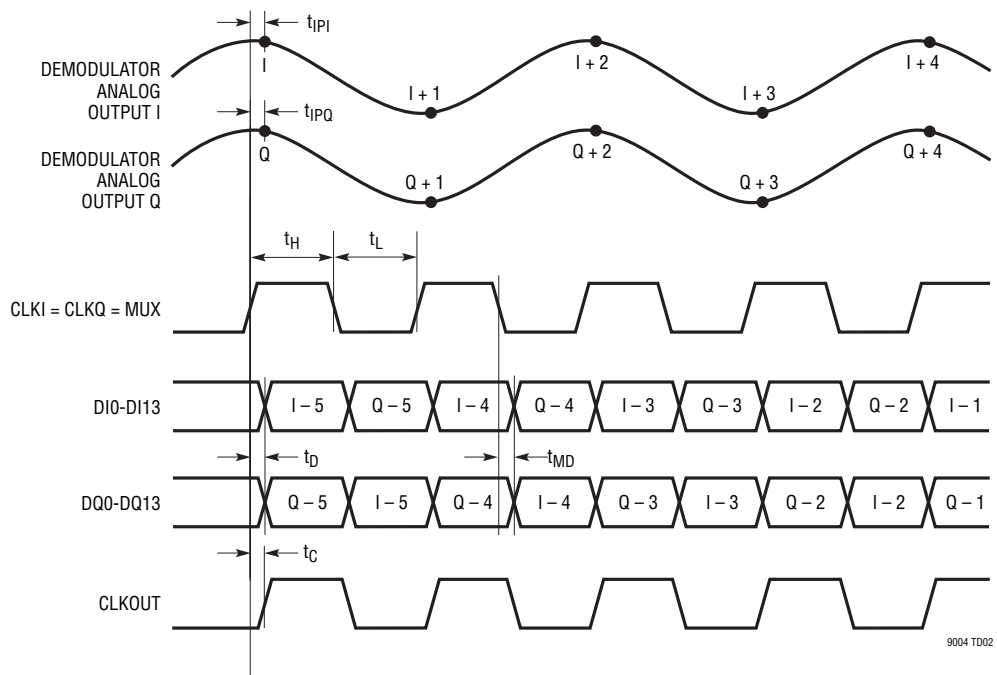 tIPI
DEMODULATOR
ANALOG
OUTPUT I
I
I + 1
I + 2
I + 3
I + 4
tIPQ
DEMODULATOR
ANALOG
OUTPUT Q
Q
Q + 1
Q + 2
Q + 3
Q + 4
tH
tL
CLKI = CLKQ = MUX
DI0-DI13
I – 5
Q – 5
I – 4
Q – 4
I – 3
Q – 3
I – 2
Q – 2
I – 1
tD
tMD
DQ0-DQ13
Q – 5
I – 5
Q – 4
I – 4
Q – 3
I – 3
Q – 2
I – 2
Q – 1
tC
CLKOUT
9004 TD02